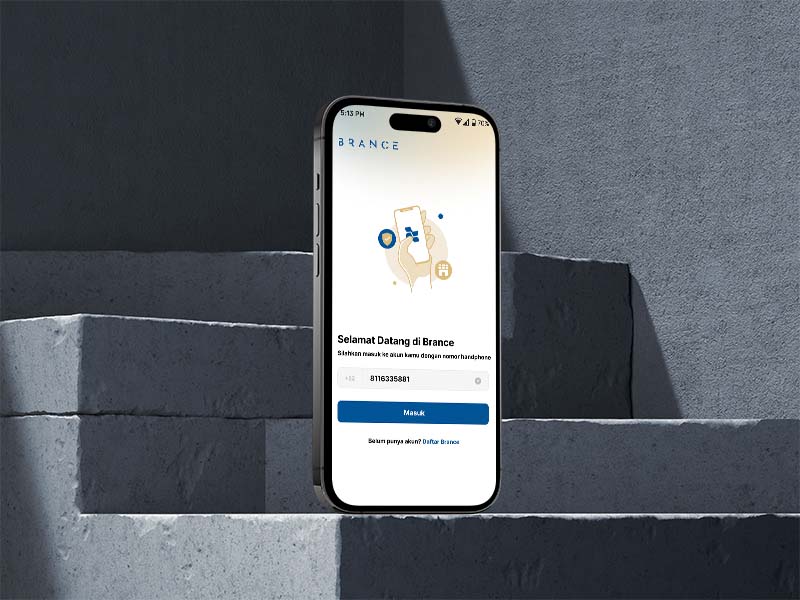 5:13 PM 70%
BRANCE
Selamat Datang di Brance
Silahkan masuk ke akun kamu dengan nomor handphone
+62 8116335881
Masuk
Belum punya akun? Daftar Brance